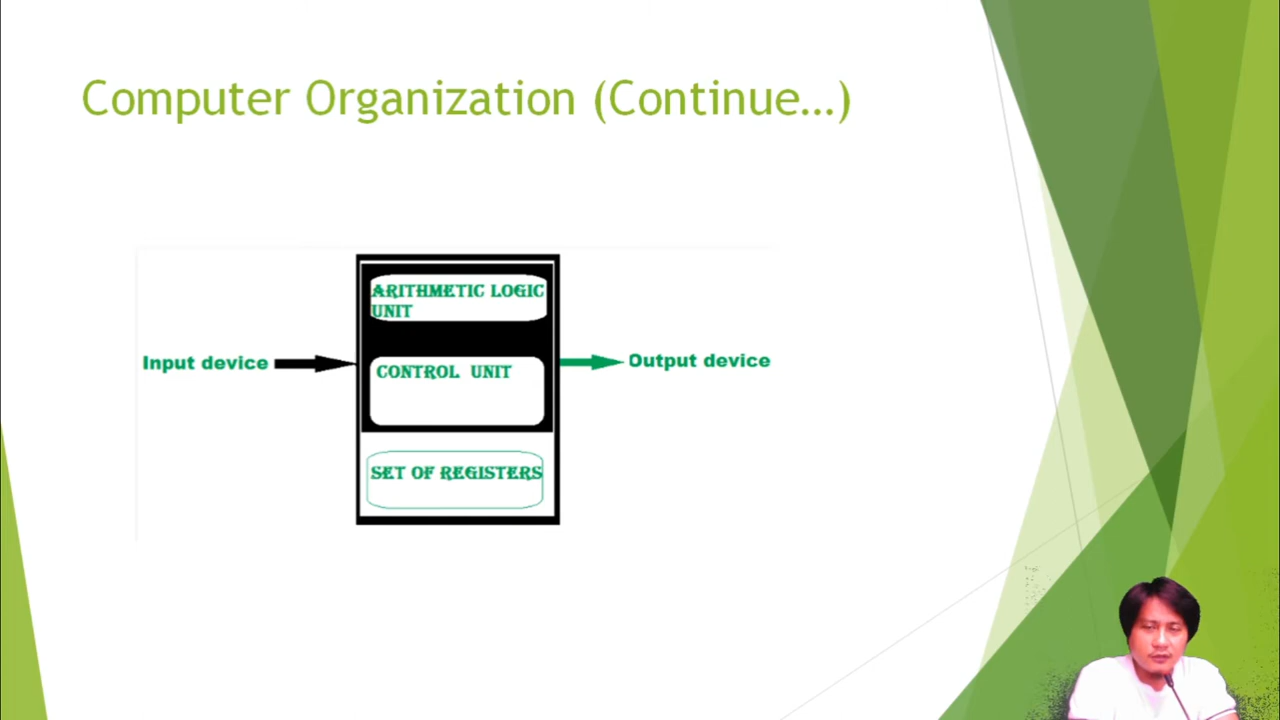 Computer Organization (Continue...)
ARITHMETIC LOGIC
UNIT
Input device
CONTROL UNIT
Output device
SET OF REGISTERS